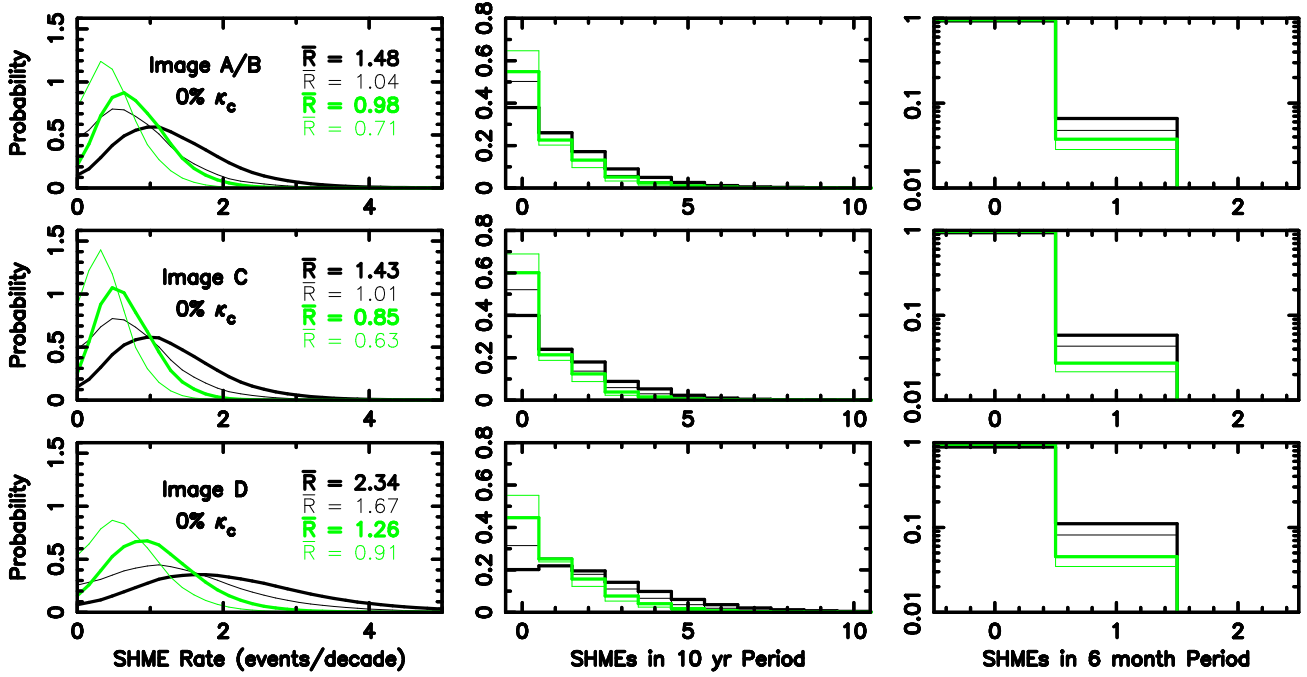 Probability
1.5
1
0.5
0
Image A/B
0% κc
R̄ = 1.48
R̄ = 1.04
R̄ = 0.98
R̄ = 0.71
0 2 4
0.8
0.6
0.4
0.2
0
0 5 10
1
0.1
0.01
0 1 2
Probability
1.5
1
0.5
0
Image C
0% κc
R̄ = 1.43
R̄ = 1.01
R̄ = 0.85
R̄ = 0.63
0 2 4
0.8
0.6
0.4
0.2
0
0 5 10
1
0.1
0.01
0 1 2
Probability
1.5
1
0.5
0
Image D
0% κc
R̄ = 2.34
R̄ = 1.67
R̄ = 1.26
R̄ = 0.91
0 2 4
SHME Rate (events/decade)
0.8
0.6
0.4
0.2
0
0 5 10
SHMEs in 10 yr Period
1
0.1
0.01
0 1 2
SHMEs in 6 month Period